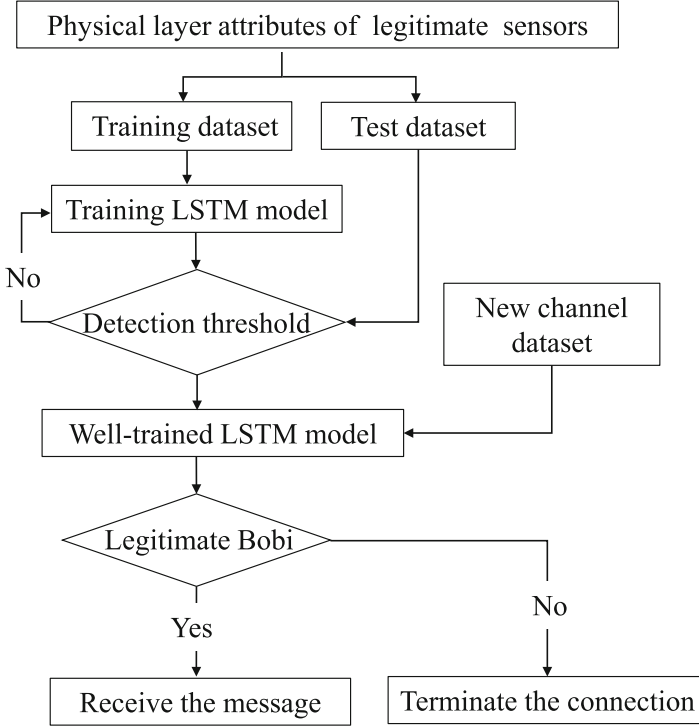 Physical layer attributes of legitimate sensors
Training dataset
Test dataset
Training LSTM model
No
Detection threshold
New channel
dataset
Well-trained LSTM model
Legitimate Bobi
No
Yes
Receive the message
Terminate the connection